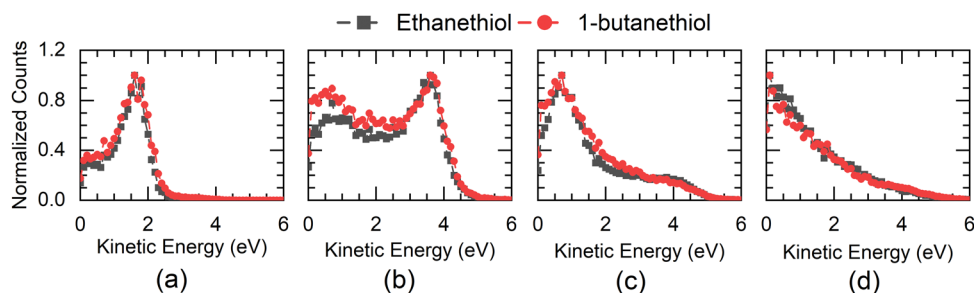 Ethanethiol 1-butanethiol
Normalized Counts
1.2
0.8
0.4
0.0
0 2 4 6 0 2 4 6 0 2 4 6 0 2 4 6
Kinetic Energy (eV) Kinetic Energy (eV) Kinetic Energy (eV) Kinetic Energy (eV)
(a) (b) (c) (d)